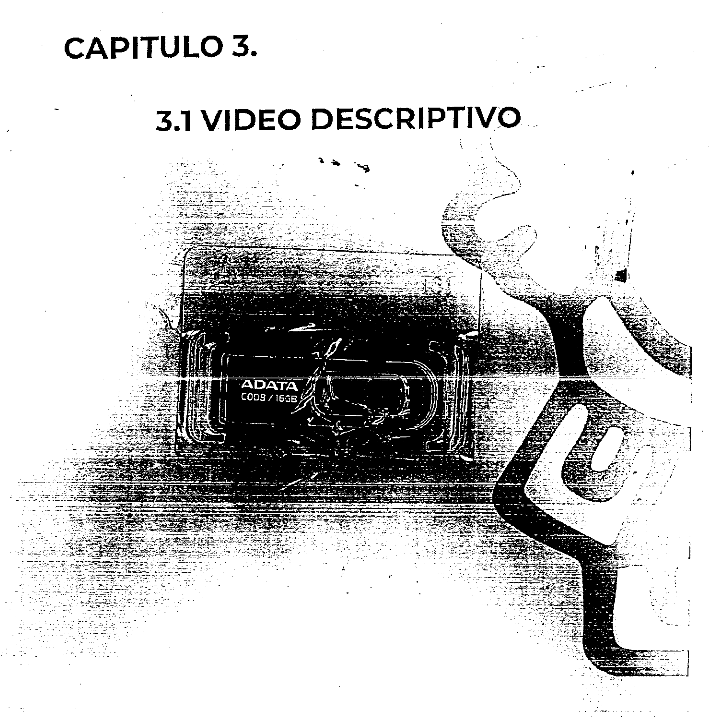 CAPITULO 3.
3.1 VIDEO DESCRIPTIVO
ADATA
C008 / 16GB